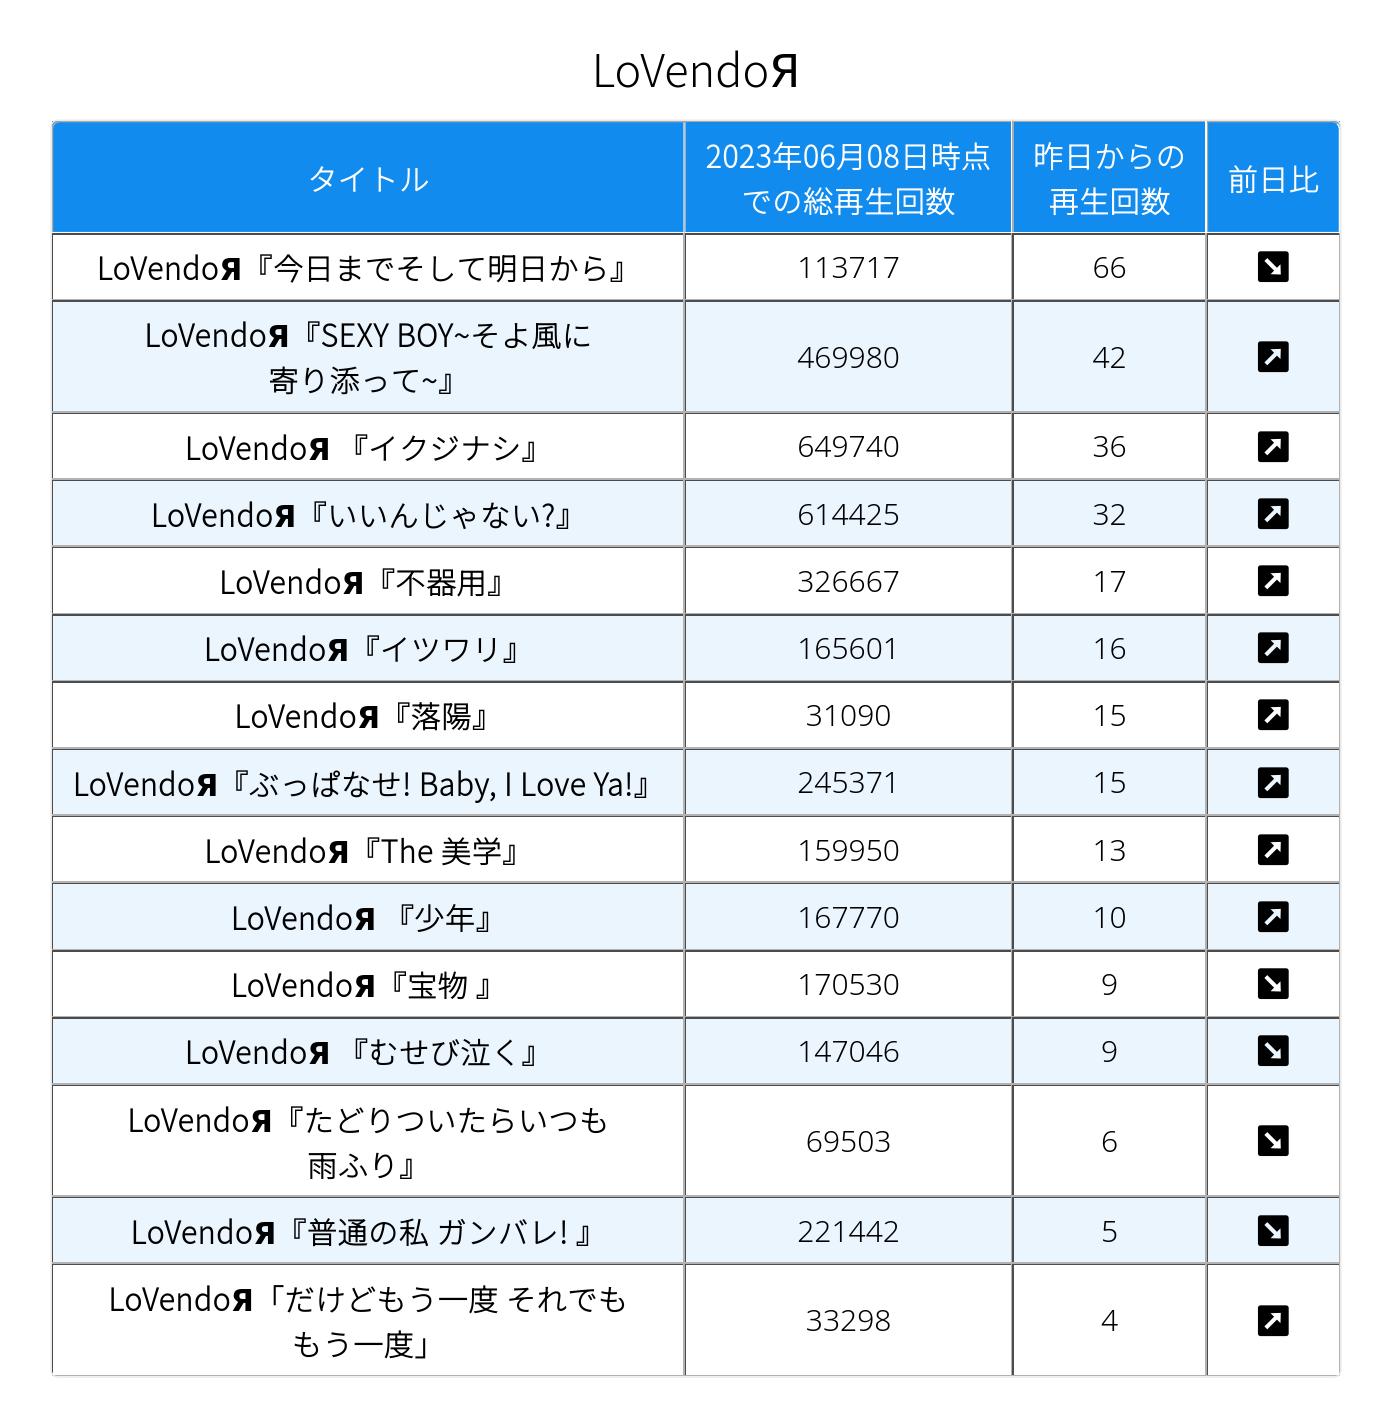 LoVendoЯ
タイトル
2023年06月08日時点
での総再生回数
昨日からの
再生回数
前日比
LoVendoЯ『今日までそして明日から』
113717
66
LoVendoЯ『SEXY BOY~そよ風に
寄り添って~』
469980
42
LoVendoЯ 『イクジナシ』
649740
36
LoVendoЯ『いいんじゃない?』
614425
32
LoVendoЯ『不器用』
326667
17
LoVendoЯ『イツワリ』
165601
16
LoVendoЯ『落陽』
31090
15
LoVendoЯ『ぶっぱなせ! Baby, I Love Ya!』
245371
15
LoVendoЯ『The 美学』
159950
13
LoVendoЯ 『少年』
167770
10
LoVendoЯ『宝物 』
170530
9
LoVendoЯ 『むせび泣く』
147046
9
LoVendoЯ『たどりついたらいつも
雨ふり』
69503
6
LoVendoЯ『普通の私 ガンバレ! 』
221442
5
LoVendoЯ「だけどもう一度 それでも
もう一度」
33298
4